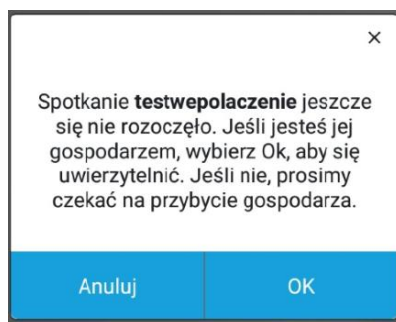 Spotkanie testwepolaczenie jeszcze
się nie rozoczęło. Jeśli jesteś jej
gospodarzem, wybierz Ok, aby się
uwierzytelnić. Jeśli nie, prosimy
czekać na przybycie gospodarza.
Anuluj
OK